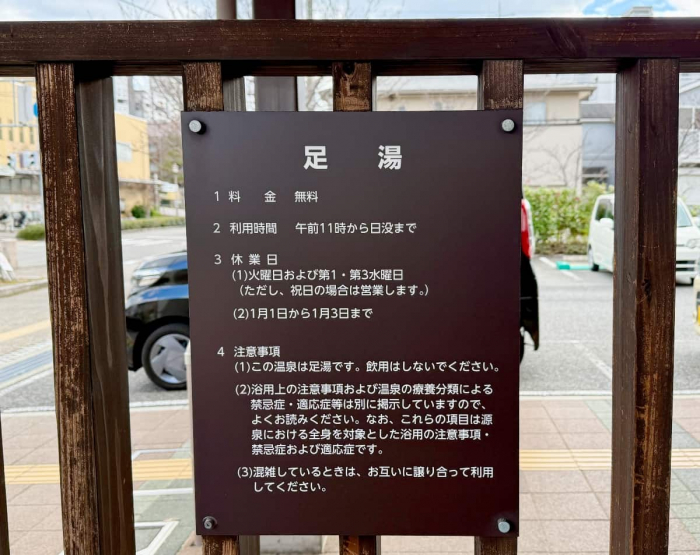 足 湯
1 料 金 無料
2 利用時間 午前11時から日没まで
3 休 業 日
(1)火曜日および第1・第3水曜日
（ただし、祝日の場合は営業します。）
(2)1月1日から1月3日まで
4 注意事項
(1)この温泉は足湯です。飲用はしないでください。
(2)浴用上の注意事項および温泉の療養分類による
禁忌症・適応症等は別に掲示していますので、
よくお読みください。なお、これらの項目は源
泉における全身を対象とした浴用の注意事項・
禁忌症および適応症です。
(3)混雑しているときは、お互いに譲り合って利用
してください。